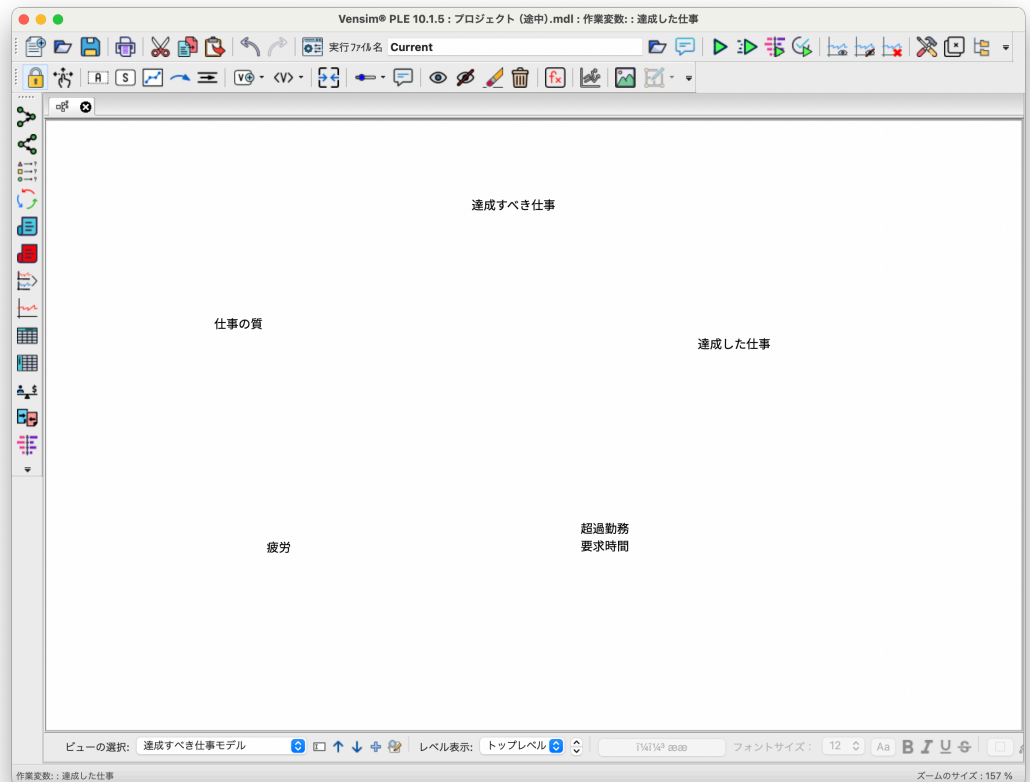 Vensim® PLE 10.1.5 : プロジェクト (途中).mdl : 作業変数: : 達成した仕事
実行ファイル名 Current
達成すべき仕事
仕事の質
達成した仕事
超過勤務
要求時間
疲労
ビューの選択: 達成すべき仕事モデル レベル表示: トップレベル フォントサイズ: 12 Aa B I U S
作業変数: : 達成した仕事 ズームのサイズ : 157 %